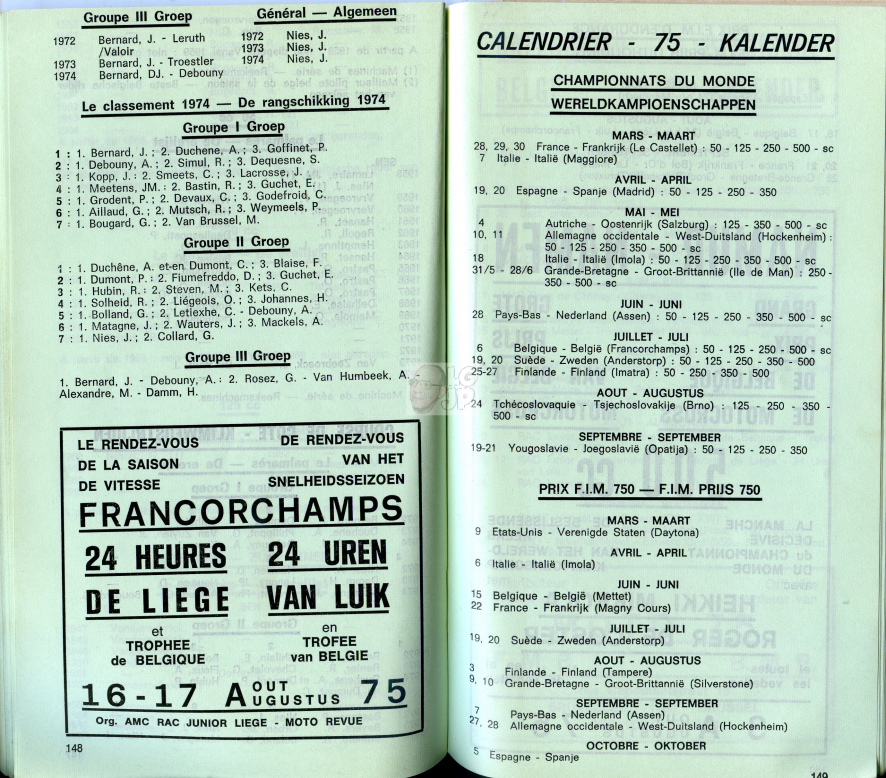 Groupe III Groep
1972 Bernard, J. - Leruth
/Valoir
1973 Bernard, J. - Troestler
1974 Bernard, DJ. - Debouny
Général — Algemeen
1972 Nies, J.
1973 Nies, J.
1974 Nies, J.
Le classement 1974 — De rangschikking 1974
Groupe I Groep
1 : 1. Bernard, J. ; 2. Duchene, A. ; 3. Goffinet, P.
2 : 1. Debouny, A. ; 2. Simul, R. ; 3. Dequesne, S.
3 : 1. Kopp, J. : 2. Smeets, C. ; 3. Lacrosse, J.
4 : 1. Meetens, JM. : 2. Bastin, R. ; 3. Guchet, E.
5 : 1. Grodent, P. ; 2. Devaux, C. ; 3. Godefroid, C.
6 : 1. Aillaud, G. ; 2. Mutsch, R. ; 3. Weymeels, P.
7 : 1. Bougard, G. ; 2. Van Brussel, M.
Groupe II Groep
1 : 1. Duchêne, A. et-en Dumont, C. ; 3. Blaise, F.
2 : 1. Dumont, P. : 2. Fiumefreddo, D. ; 3. Guchet, E.
3 : 1. Hubin, R. : 2. Steven, M. ; 3. Kets, C.
4 : 1. Solheid, R. ; 2. Liégeois, O. ; 3. Johannes, H.
5 : 1. Bolland, G. ; 2. Letiexhe, C. - Debouny, A.
6 : 1. Matagne, J. ; 2. Wauters, J. ; 3. Mackels, A.
7 : 1. Nies, J. ; 2. Collard, G.
Groupe III Groep
1. Bernard, J. - Debouny, A. : 2. Rosez, G. - Van Humbeek, A.
Alexandre, M. - Damm, H.
LE RENDEZ-VOUS
DE LA SAISON
DE VITESSE
DE RENDEZ-VOUS
VAN HET
SNELHEIDSSEIZOEN
FRANCORCHAMPS
24 HEURES
DE LIEGE
24 UREN
VAN LUIK
et
TROPHEE
de BELGIQUE
en
TROFEE
van BELGIE
16-17 AOUT
AUGUSTUS 75
Org. AMC RAC JUNIOR LIEGE - MOTO REVUE
148
CALENDRIER - 75 - KALENDER
CHAMPIONNATS DU MONDE
WERELDKAMPIOENSCHAPPEN
MARS - MAART
28, 29, 30 France - Frankrijk (Le Castellet) : 50 - 125 - 250 - 500 - sc
7 Italie - Italië (Maggiore)
AVRIL - APRIL
19, 20 Espagne - Spanje (Madrid) : 50 - 125 - 250 - 350
MAI - MEI
4 Autriche - Oostenrijk (Salzburg) : 125 - 350 - 500 - sc
10, 11 Allemagne occidentale - West-Duitsland (Hockenheim) :
50 - 125 - 250 - 350 - 500 - sc
18 Italie - Italië (Imola) : 50 - 125 - 250 - 350 - 500 - sc
31/5 - 28/6 Grande-Bretagne - Groot-Brittannië (Ile de Man) : 250 -
350 - 500 - sc
JUIN - JUNI
28 Pays-Bas - Nederland (Assen) : 50 - 125 - 250 - 350 - 500 - sc
JUILLET - JULI
6 Belgique - België (Francorchamps) : 50 - 125 - 250 - 500 - sc
19, 20 Suède - Zweden (Anderstorp) : 50 - 125 - 250 - 350 - 500
25-27 Finlande - Finland (Imatra) : 50 - 250 - 350 - 500
AOUT - AUGUSTUS
24 Tchécoslovaquie - Tsjechoslovakije (Brno) : 125 - 250 - 350 -
500 - sc
SEPTEMBRE - SEPTEMBER
19-21 Yougoslavie - Joegoslavië (Opatija) : 50 - 125 - 250 - 350
PRIX F.I.M. 750 — F.I.M. PRIJS 750
MARS - MAART
9 Etats-Unis - Verenigde Staten (Daytona)
AVRIL - APRIL
6 Italie - Italië (Imola)
JUIN - JUNI
15 Belgique - België (Mettet)
22 France - Frankrijk (Magny Cours)
JUILLET - JULI
19, 20 Suède - Zweden (Anderstorp)
AOUT - AUGUSTUS
3 Finlande - Finland (Tampere)
9, 10 Grande-Bretagne - Groot-Brittannië (Silverstone)
SEPTEMBRE - SEPTEMBER
7 Pays-Bas - Nederland (Assen)
27, 28 Allemagne occidentale - West-Duitsland (Hockenheim)
OCTOBRE - OKTOBER
5 Espagne - Spanje
149